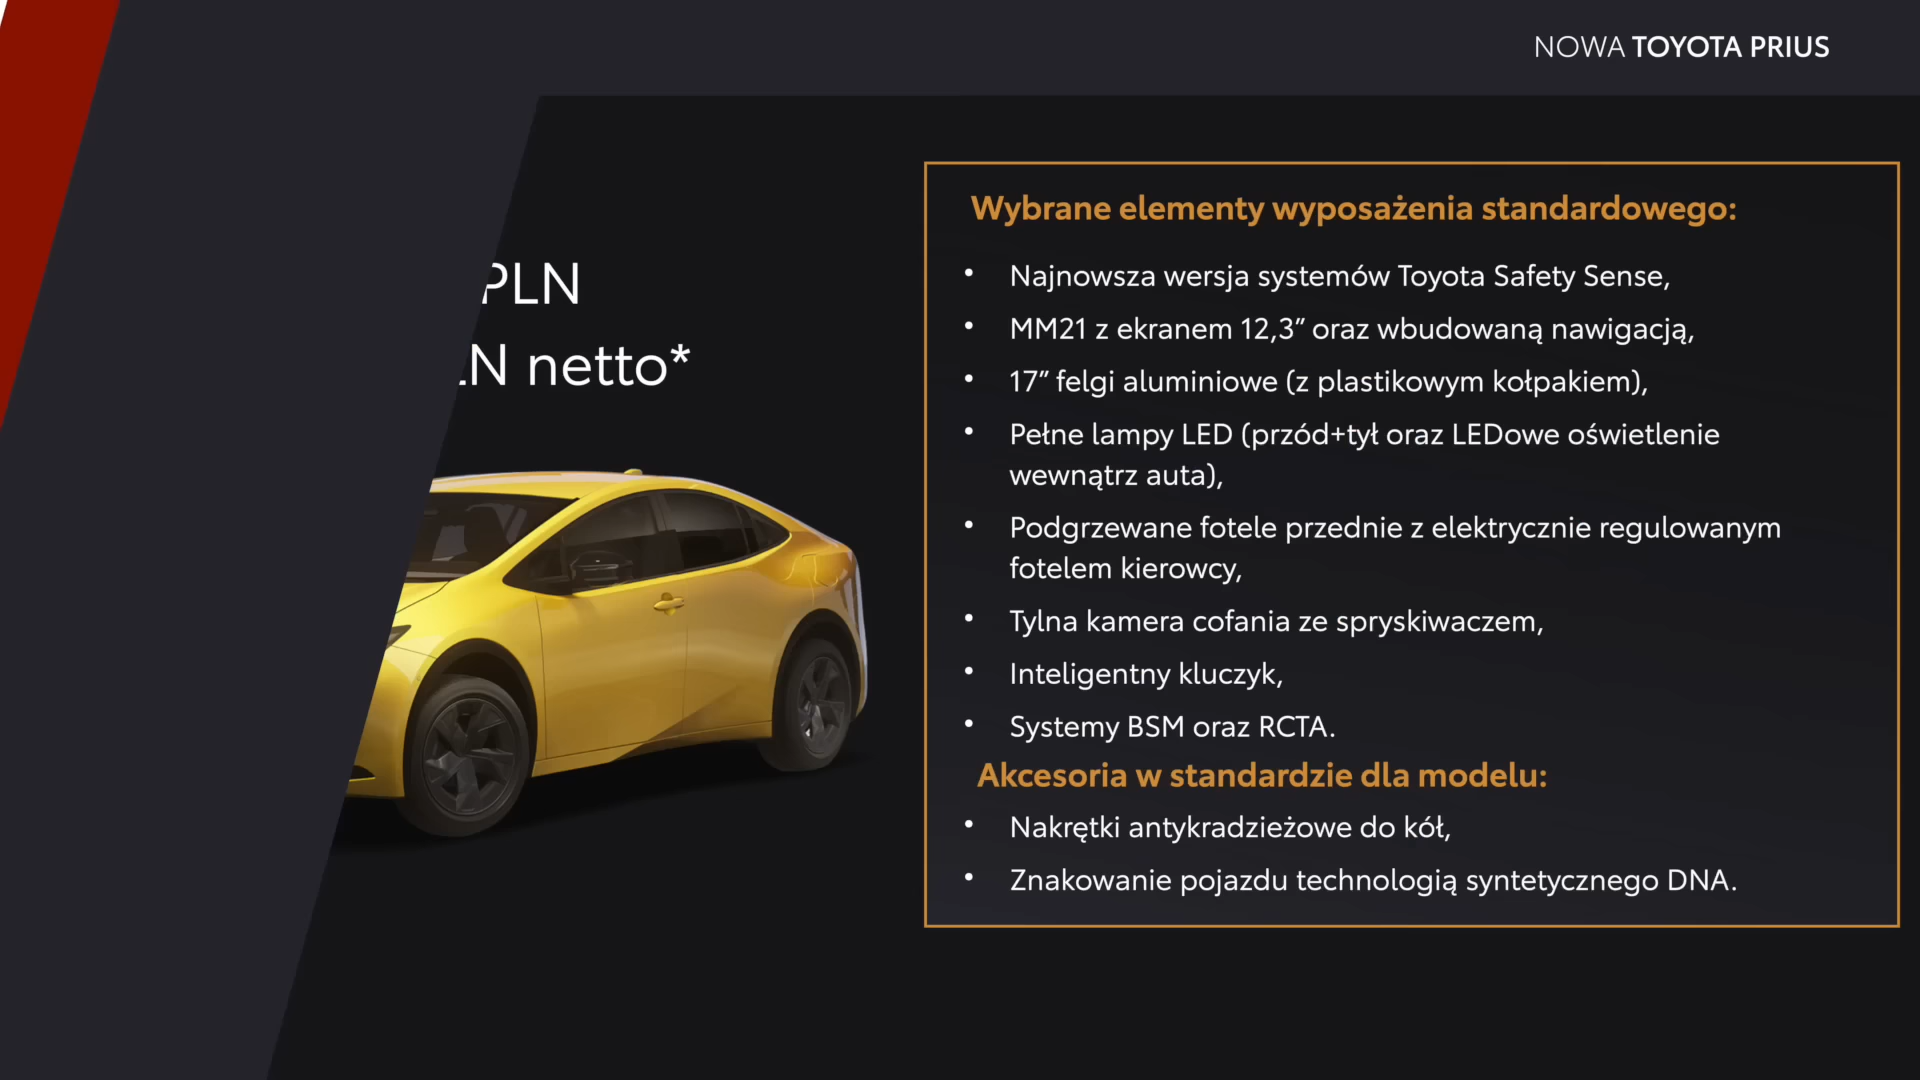 NOWA TOYOTA PRIUS
PLN
netto*
Wybrane elementy wyposażenia standardowego:
• Najnowsza wersja systemów Toyota Safety Sense,
• MM21 z ekranem 12,3” oraz wbudowaną nawigacją,
• 17” felgi aluminiowe (z plastikowym kołpakiem),
• Pełne lampy LED (przód+tył oraz LEDowe oświetlenie
wewnątrz auta),
• Podgrzewane fotele przednie z elektrycznie regulowanym
fotelem kierowcy,
• Tylna kamera cofania ze spryskiwaczem,
• Inteligentny kluczyk,
• Systemy BSM oraz RCTA.
Akcesoria w standardzie dla modelu:
• Nakrętki antykradzieżowe do kół,
• Znakowanie pojazdu technologią syntetycznego DNA.